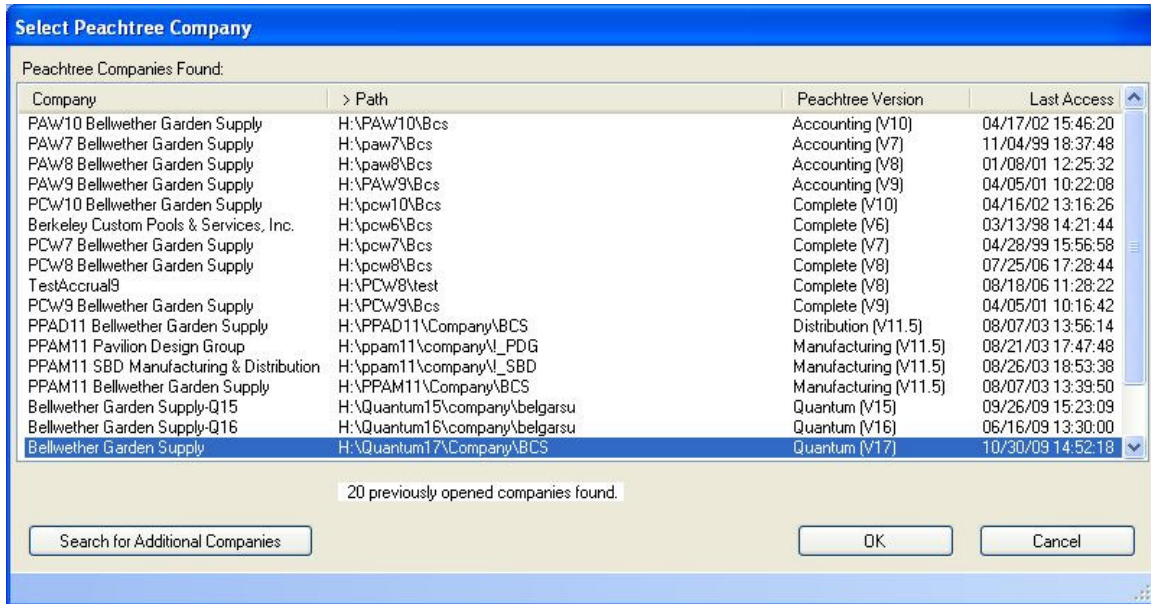 Select Peachtree Company
Peachtree Companies Found:
Company > Path Peachtree Version Last Access
PAW10 Bellwether Garden Supply H:\PAW10\Bcs Accounting (V10) 04/17/02 15:46:20
PAW7 Bellwether Garden Supply H:\paw7\Bcs Accounting (V7) 11/04/99 18:37:48
PAW8 Bellwether Garden Supply H:\paw8\Bcs Accounting (V8) 01/08/01 12:25:32
PAW9 Bellwether Garden Supply H:\PAW9\Bcs Accounting (V9) 04/05/01 10:22:08
PCW10 Bellwether Garden Supply H:\pcw10\Bcs Complete (V10) 04/16/02 13:16:26
Berkeley Custom Pools & Services, Inc. H:\pcw6\Bcs Complete (V6) 03/13/98 14:21:44
PCW7 Bellwether Garden Supply H:\pcw7\Bcs Complete (V7) 04/28/99 15:56:58
PCW8 Bellwether Garden Supply H:\pcw8\Bcs Complete (V8) 07/25/06 17:28:44
TestAccrual9 H:\PCW8\test Complete (V8) 08/18/06 11:28:22
PCW9 Bellwether Garden Supply H:\PCW9\Bcs Complete (V9) 04/05/01 10:16:42
PPAD11 Bellwether Garden Supply H:\PPAD11\Company\BCS Distribution (V11.5) 08/07/03 13:56:14
PPAM11 Pavilion Design Group H:\ppam11\company\!_PDG Manufacturing (V11.5) 08/21/03 17:47:48
PPAM11 SBD Manufacturing & Distribution H:\ppam11\company\!_SBD Manufacturing (V11.5) 08/26/03 18:53:38
PPAM11 Bellwether Garden Supply H:\PPAM11\Company\BCS Manufacturing (V11.5) 08/07/03 13:39:50
Bellwether Garden Supply-Q15 H:\Quantum15\company\belgarsu Quantum (V15) 09/26/09 15:23:09
Bellwether Garden Supply-Q16 H:\Quantum16\company\belgarsu Quantum (V16) 06/16/09 13:30:00
Bellwether Garden Supply H:\Quantum17\Company\BCS Quantum (V17) 10/30/09 14:52:18
20 previously opened companies found.
Search for Additional Companies OK Cancel